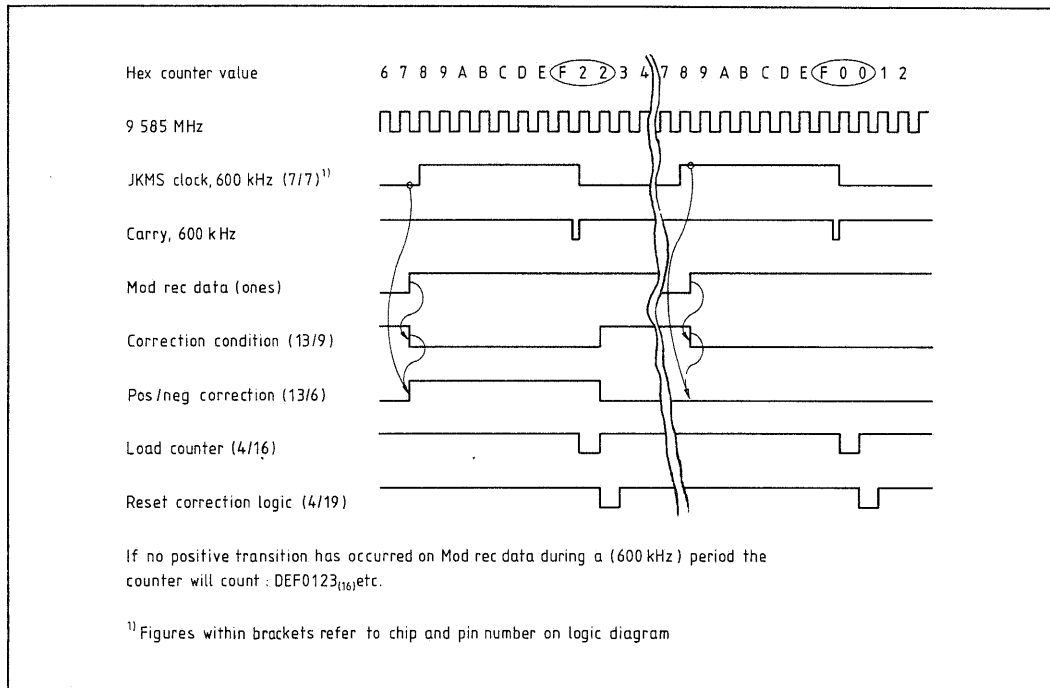 Hex counter value 6 7 8 9 A B C D E F 2 2 3 4 7 8 9 A B C D E F 0 0 1 2
9 585 MHz
JKMS clock, 600 kHz (7/7)¹⁾
Carry, 600 kHz
Mod rec data (ones)
Correction condition (13/9)
Pos/neg correction (13/6)
Load counter (4/16)
Reset correction logic (4/19)
If no positive transition has occurred on Mod rec data during a (600 kHz) period the
counter will count : DEF0123₍₁₆₎etc.
¹⁾ Figures within brackets refer to chip and pin number on logic diagram